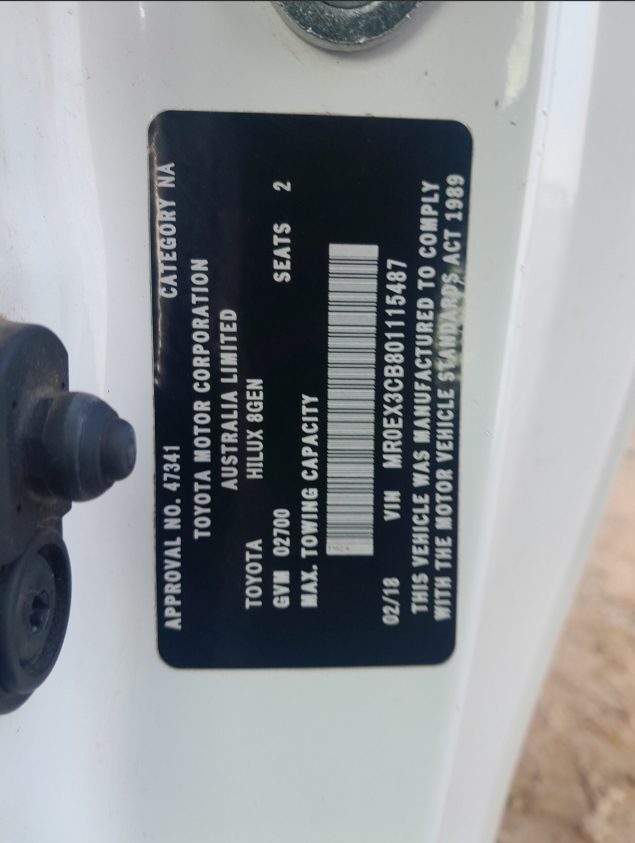 APPROVAL NO. 47341 CATEGORY NA
TOYOTA MOTOR CORPORATION
AUSTRALIA LIMITED
TOYOTA HILUX 8GEN
GVM 02700 SEATS 2
MAX. TOWING CAPACITY
02/18 VIN MR0EX3CB801115487
THIS VEHICLE WAS MANUFACTURED TO COMPLY
WITH THE MOTOR VEHICLE STANDARDS ACT 1989